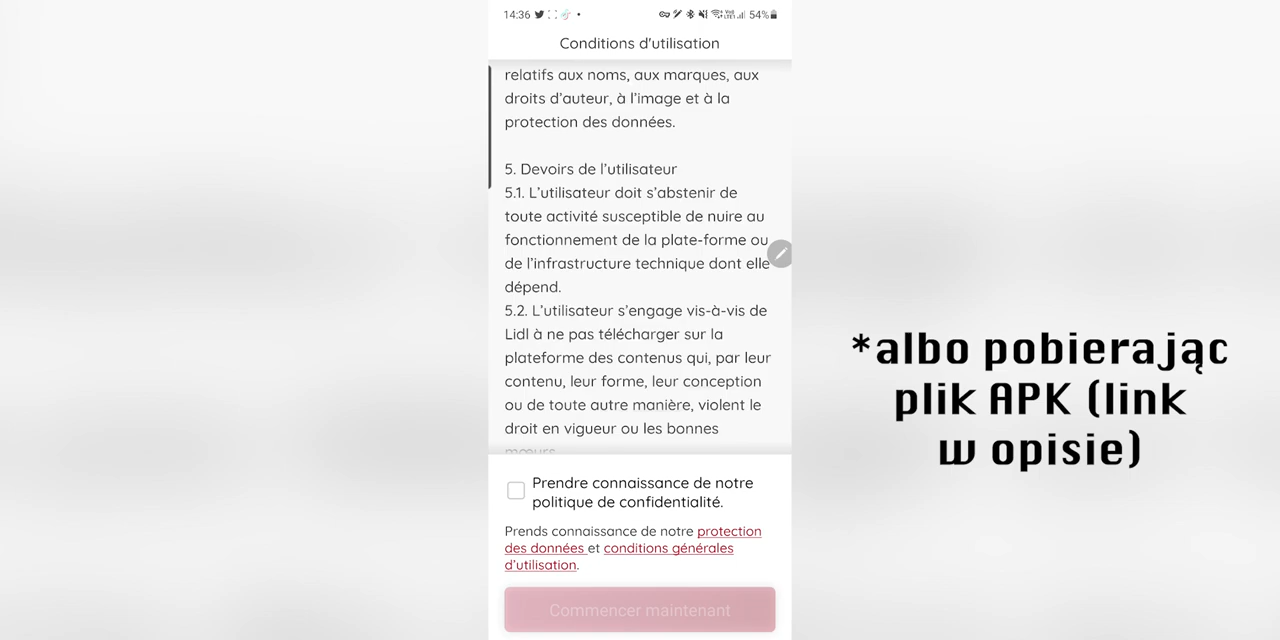 14:36
54%
Conditions d'utilisation
relatifs aux noms, aux marques, aux
droits d'auteur, à l'image et à la
protection des données.
5. Devoirs de l'utilisateur
5.1. L'utilisateur doit s'abstenir de
toute activité susceptible de nuire au
fonctionnement de la plate-forme ou
de l'infrastructure technique dont elle
dépend.
5.2. L'utilisateur s'engage vis-à-vis de
Lidl à ne pas télécharger sur la
plateforme des contenus qui, par leur
contenu, leur forme, leur conception
ou de toute autre manière, violent le
droit en vigueur ou les bonnes
mœurs
Prendre connaissance de notre
politique de confidentialité.
Prends connaissance de notre protection
des données et conditions générales
d'utilisation.
Commencer maintenant
*albo pobierając
plik APK (link
w opisie)